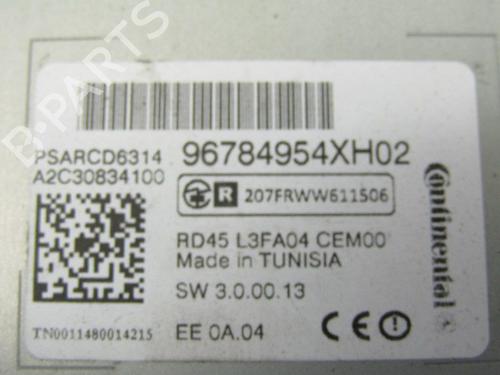 PSARCD6314 96784954XH02
A2C30834100
R 207FRWW611506
RD45 L3FA04 CEM00
Made in TUNISIA
SW 3.0.00.13
TN0011480014215 EE 0A.04
CE
Continental
B-PARTS